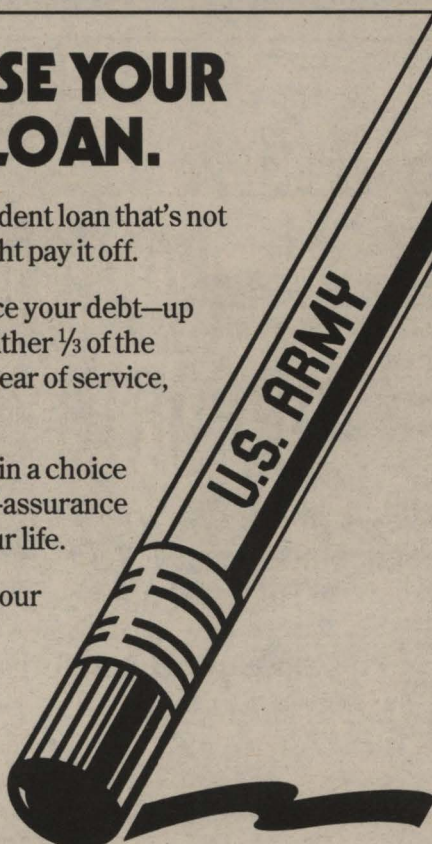 SE YOUR
LOAN.
dent loan that's not
ht pay it off.
ce your debt—up
ther ⅓ of the
ear of service,
in a choice
-assurance
ur life.
our
U.S. ARMY